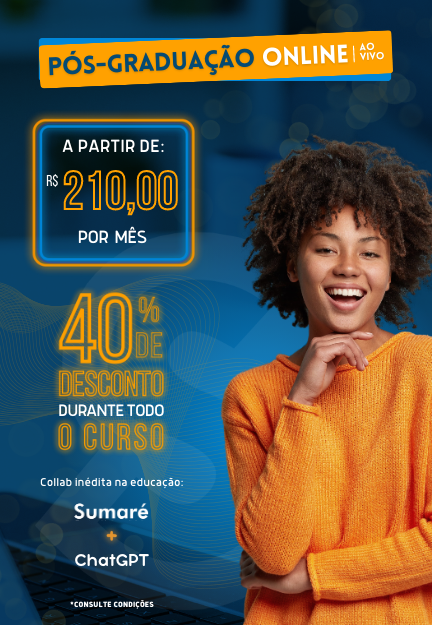 PÓS-GRADUAÇÃO ONLINE | AO VIVO
A PARTIR DE:
R$ 210,00
POR MÊS
40%
DE
DESCONTO
DURANTE TODO
O CURSO
Collab inédita na educação:
Sumaré
+
ChatGPT
*CONSULTE CONDIÇÕES